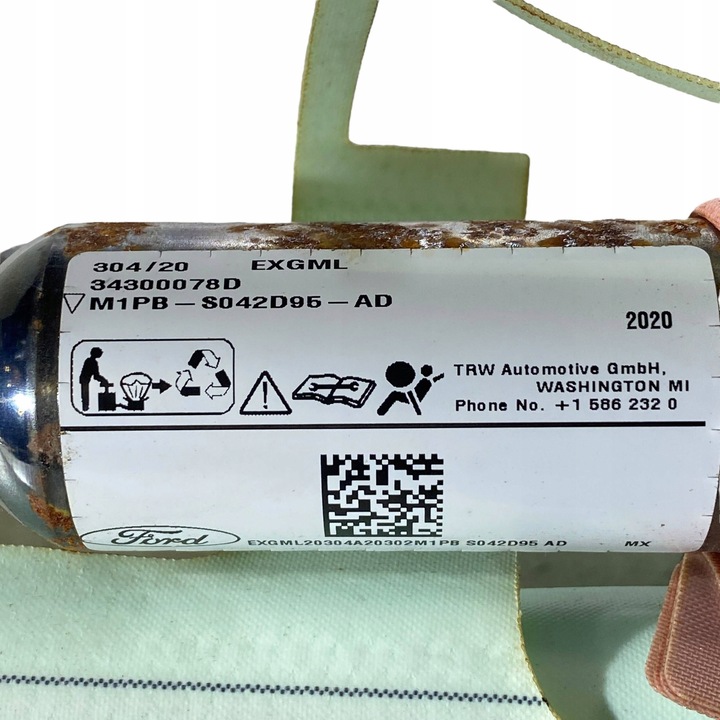 304/20 EXGML
34300078D
M1PB-S042D95-AD
2020
TRW Automotive GmbH,
WASHINGTON MI
Phone No. +1 586 232 0
Ford
EXGML20304A20302M1PB S042D95 AD MX